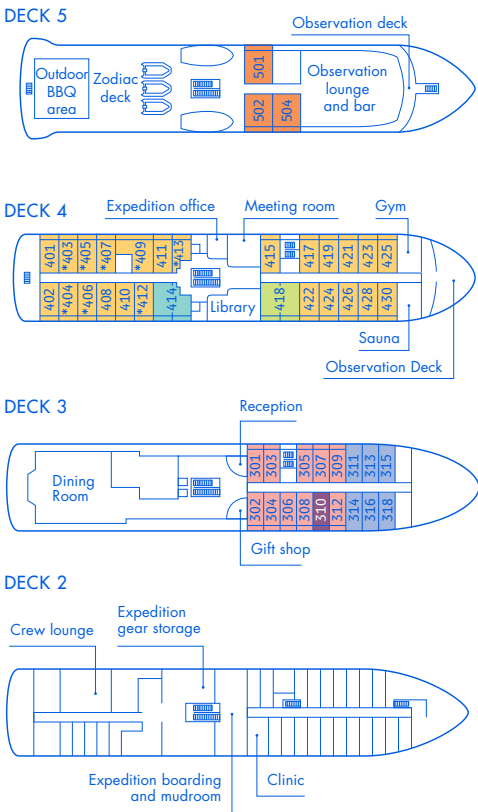 DECK 5
Observation deck
Outdoor
BBQ
area
Zodiac
deck
501
502
504
Observation
lounge
and bar
DECK 4
Expedition office
Meeting room
Gym
401
*403
*405
*407
*409
411
*413
415
417
419
421
423
425
402
*404
*406
408
410
*412
414
Library
418
422
424
426
428
430
Sauna
Observation Deck
DECK 3
Reception
Dining
Room
301
303
305
307
309
311
313
315
302
304
306
308
310
312
314
316
318
Gift shop
DECK 2
Expedition
gear storage
Crew lounge
Expedition boarding
and mudroom
Clinic